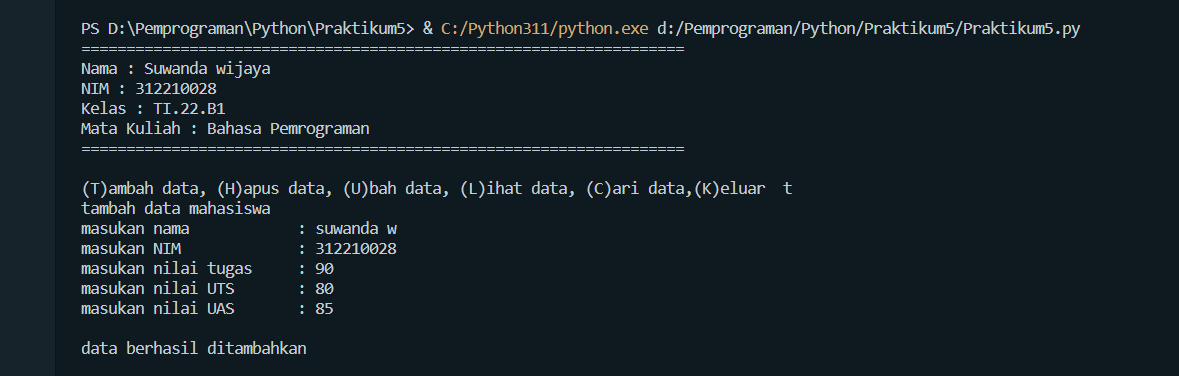 PS D:\Pemprograman\Python\Praktikum5> & C:/Python311/python.exe d:/Pemprograman/Python/Praktikum5/Praktikum5.py
===================================================================
Nama : Suwanda wijaya
NIM : 312210028
Kelas : TI.22.B1
Mata Kuliah : Bahasa Pemrograman
===================================================================
(T)ambah data, (H)apus data, (U)bah data, (L)ihat data, (C)ari data,(K)eluar  t
tambah data mahasiswa
masukan nama            : suwanda w
masukan NIM             : 312210028
masukan nilai tugas     : 90
masukan nilai UTS       : 80
masukan nilai UAS       : 85
data berhasil ditambahkan